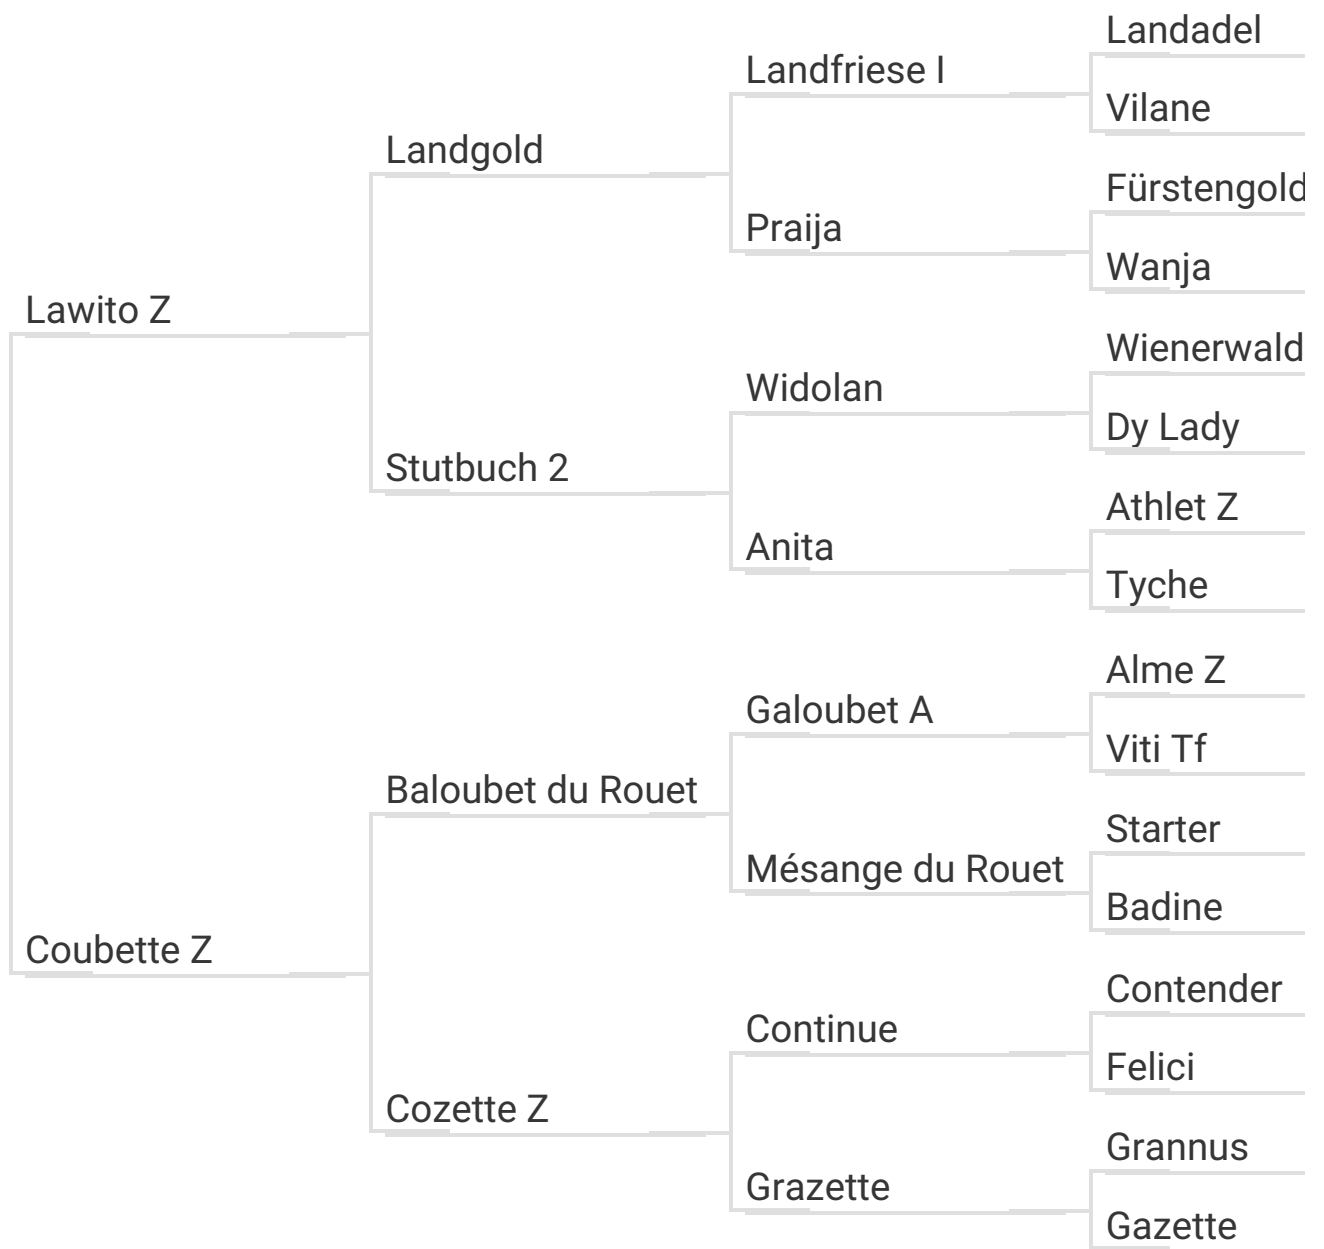 Landadel
Landfriese I
Vilane
Landgold
Fürstengold
Praija
Wanja
Lawito Z
Wienerwald
Widolan
Dy Lady
Stutbuch 2
Athlet Z
Anita
Tyche
Alme Z
Galoubet A
Viti Tf
Baloubet du Rouet
Starter
Mésange du Rouet
Badine
Coubette Z
Contender
Continue
Felici
Cozette Z
Grannus
Grazette
Gazette